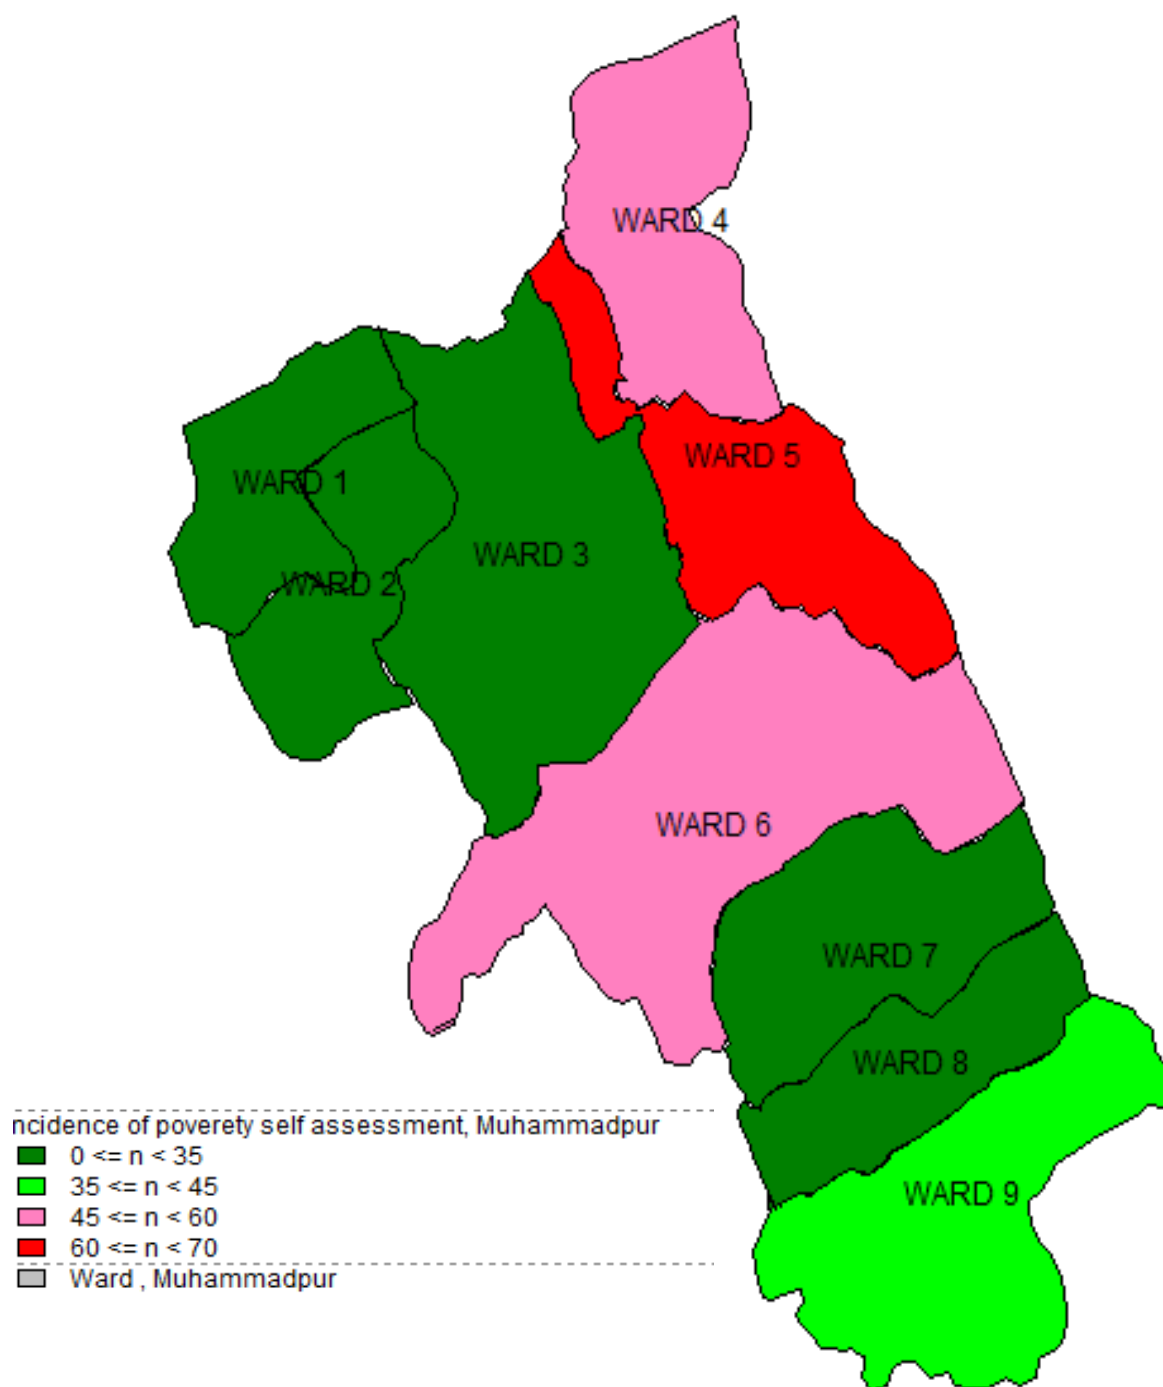 WARD 4
WARD 5
WARD 1
WARD 3
WARD 2
WARD 6
WARD 7
WARD 8
ncidence of poverety self assessment, Muhammadpur
0 <= n < 35
35 <= n < 45
WARD 9
45 <= n < 60
60 <= n < 70
Ward , Muhammadpur